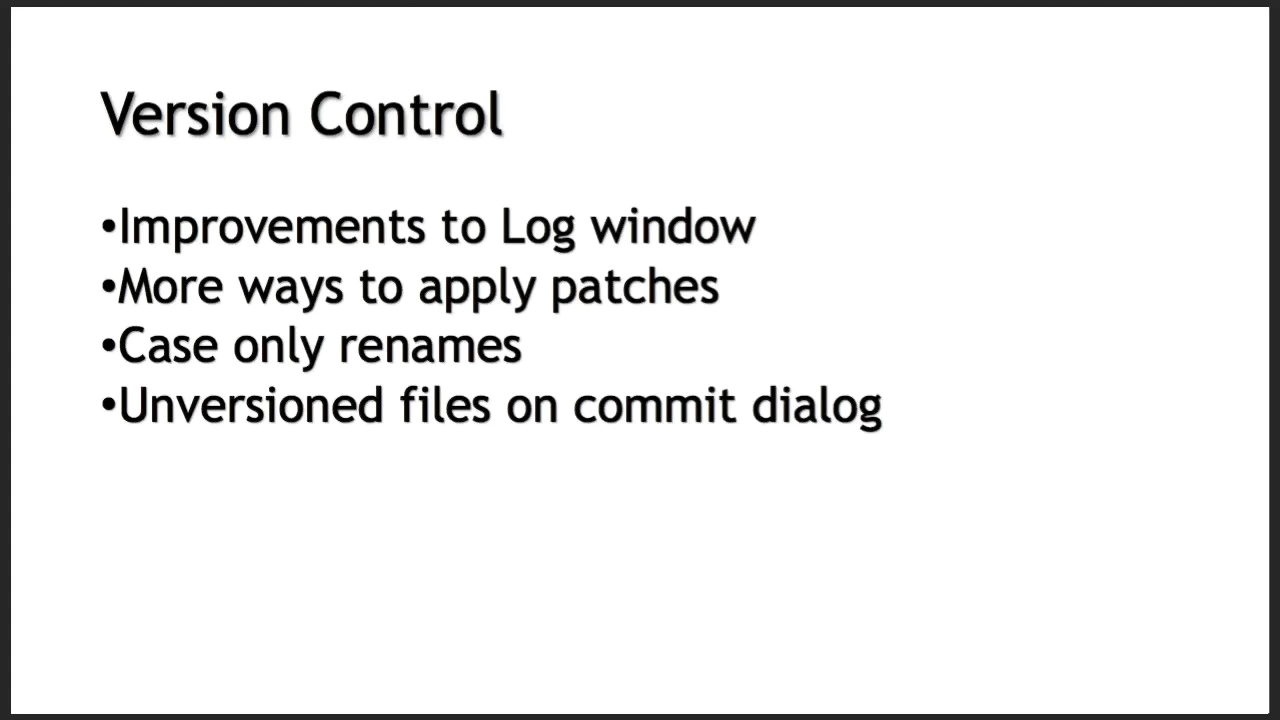 Version Control
•Improvements to Log window
•More ways to apply patches
•Case only renames
•Unversioned files on commit dialog